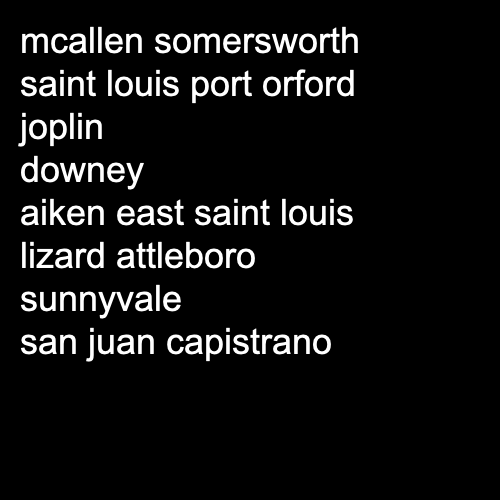 mcallen somersworth
saint louis port orford
joplin
downey
aiken east saint louis
lizard attleboro
sunnyvale
san juan capistrano